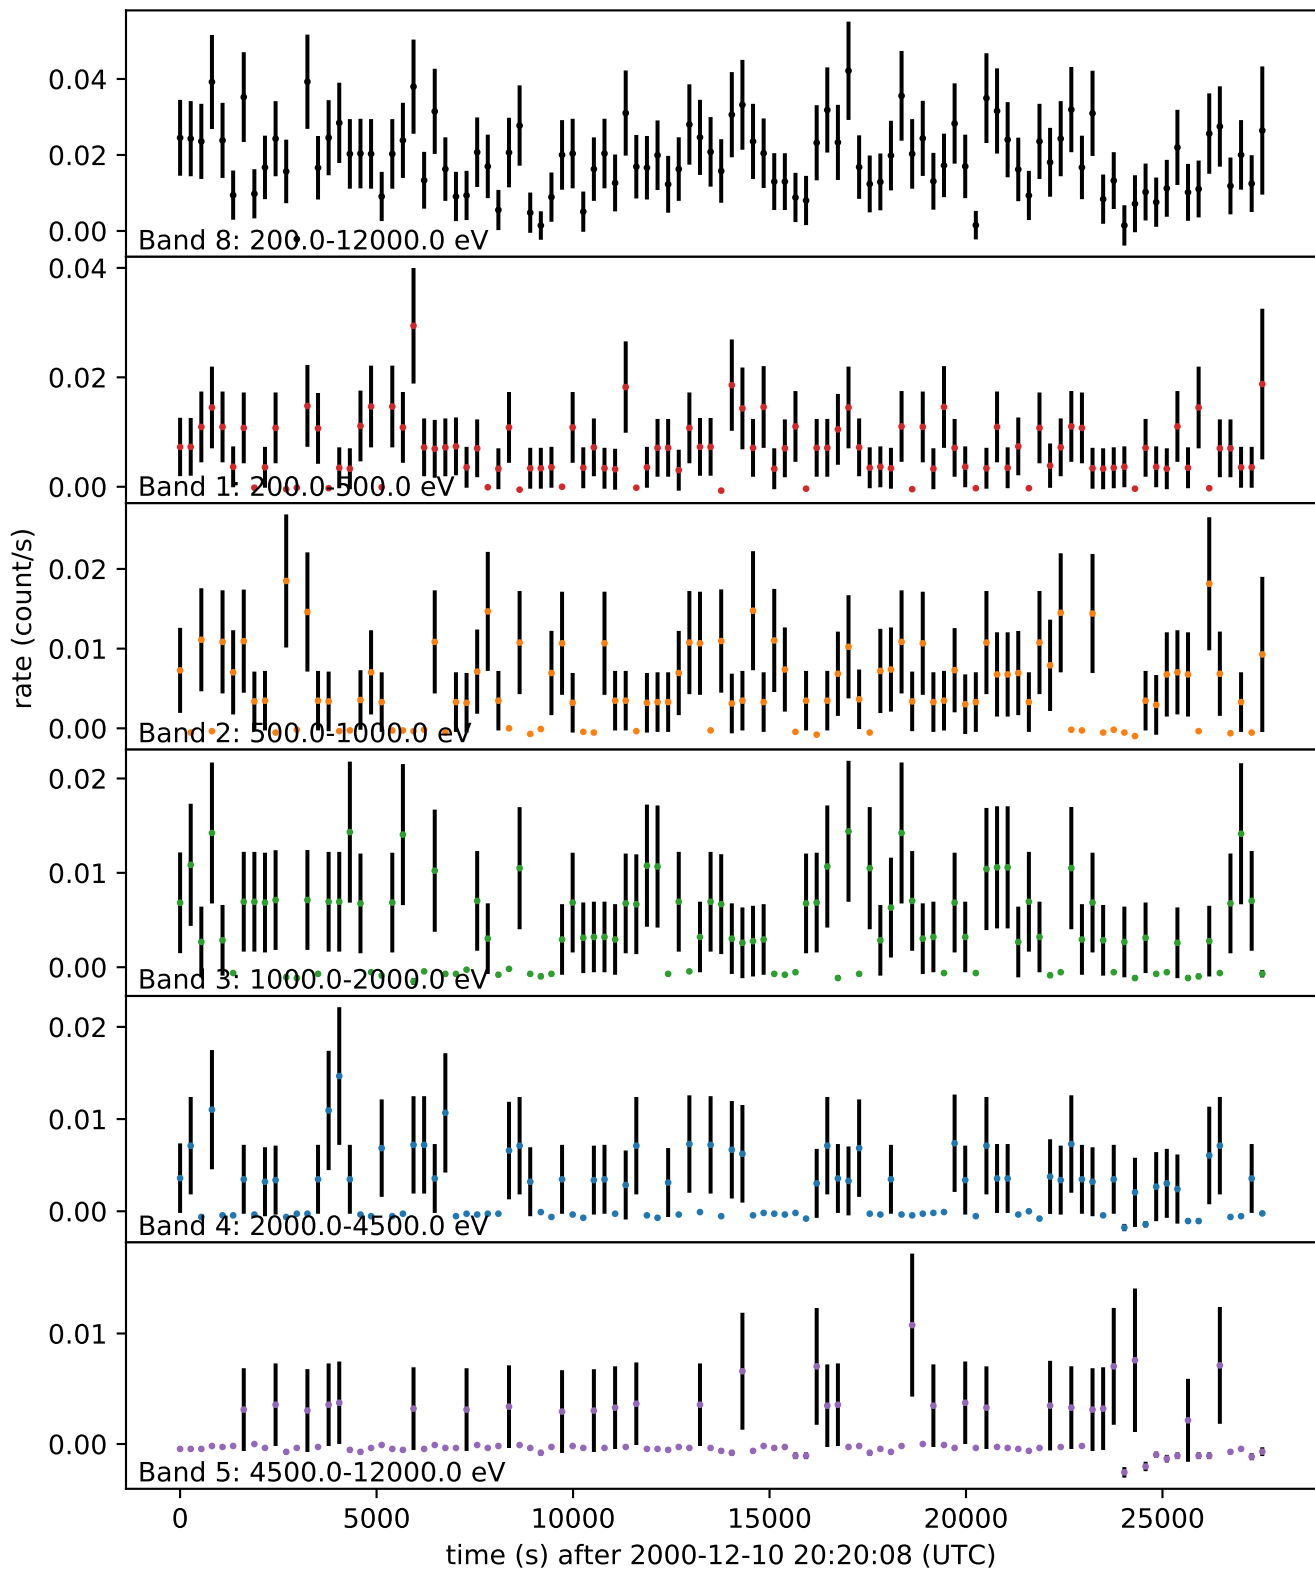 0.04
0.02
0.00
Band 8: 200.0-12000.0 eV
0.04
0.02
0.00
Band 1: 200.0-500.0 eV
rate (count/s)
0.02
0.01
0.00
Band 2: 500.0-1000.0 eV
0.02
0.01
0.00
Band 3: 1000.0-2000.0 eV
0.02
0.01
0.00
Band 4: 2000.0-4500.0 eV
0.01
0.00
Band 5: 4500.0-12000.0 eV
0 5000 10000 15000 20000 25000
time (s) after 2000-12-10 20:20:08 (UTC)